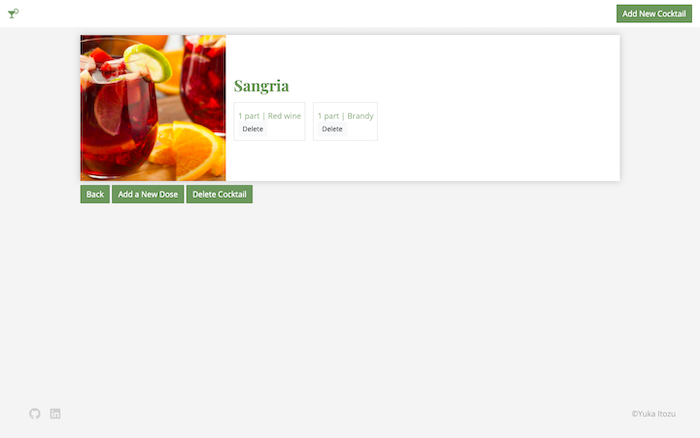 Add New Cocktail
Sangria
1 part | Red wine
Delete
1 part | Brandy
Delete
Back
Add a New Dose
Delete Cocktail
©Yuka Itozu